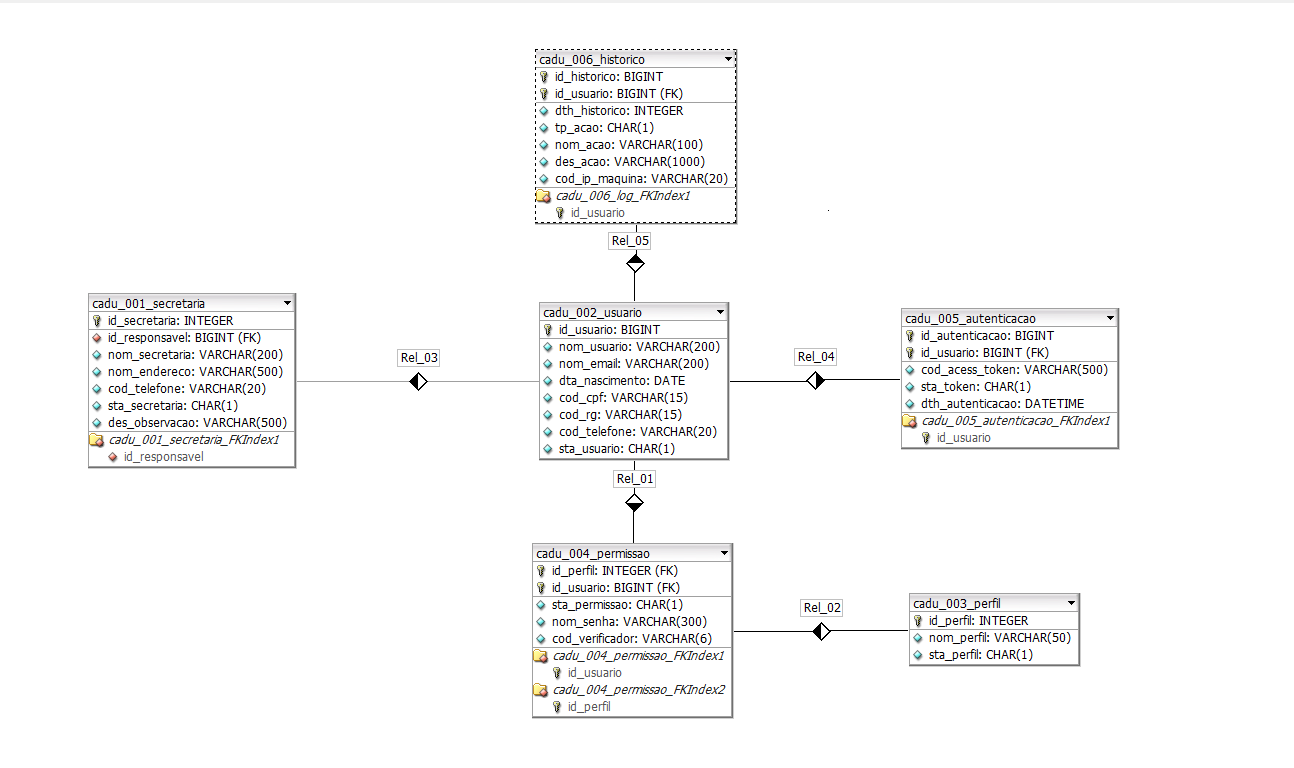 cadu_006_historico
id_historico: BIGINT
id_usuario: BIGINT (FK)
dth_historico: INTEGER
tp_acao: CHAR(1)
nom_acao: VARCHAR(100)
des_acao: VARCHAR(1000)
cod_ip_maquina: VARCHAR(20)
cadu_006_log_FKIndex1
id_usuario
Rel_05
cadu_001_secretaria
id_secretaria: INTEGER
id_responsavel: BIGINT (FK)
nom_secretaria: VARCHAR(200)
nom_endereco: VARCHAR(500)
cod_telefone: VARCHAR(20)
sta_secretaria: CHAR(1)
des_observacao: VARCHAR(500)
cadu_001_secretaria_FKIndex1
id_responsavel
Rel_03
cadu_002_usuario
id_usuario: BIGINT
nom_usuario: VARCHAR(200)
nom_email: VARCHAR(200)
dta_nascimento: DATE
cod_cpf: VARCHAR(15)
cod_rg: VARCHAR(15)
cod_telefone: VARCHAR(20)
sta_usuario: CHAR(1)
Rel_04
cadu_005_autenticacao
id_autenticacao: BIGINT
id_usuario: BIGINT (FK)
cod_acess_token: VARCHAR(500)
sta_token: CHAR(1)
dth_autenticacao: DATETIME
cadu_005_autenticacao_FKIndex1
id_usuario
Rel_01
cadu_004_permissao
id_perfil: INTEGER (FK)
id_usuario: BIGINT (FK)
sta_permissao: CHAR(1)
nom_senha: VARCHAR(300)
cod_verificador: VARCHAR(6)
cadu_004_permissao_FKIndex1
id_usuario
cadu_004_permissao_FKIndex2
id_perfil
Rel_02
cadu_003_perfil
id_perfil: INTEGER
nom_perfil: VARCHAR(50)
sta_perfil: CHAR(1)